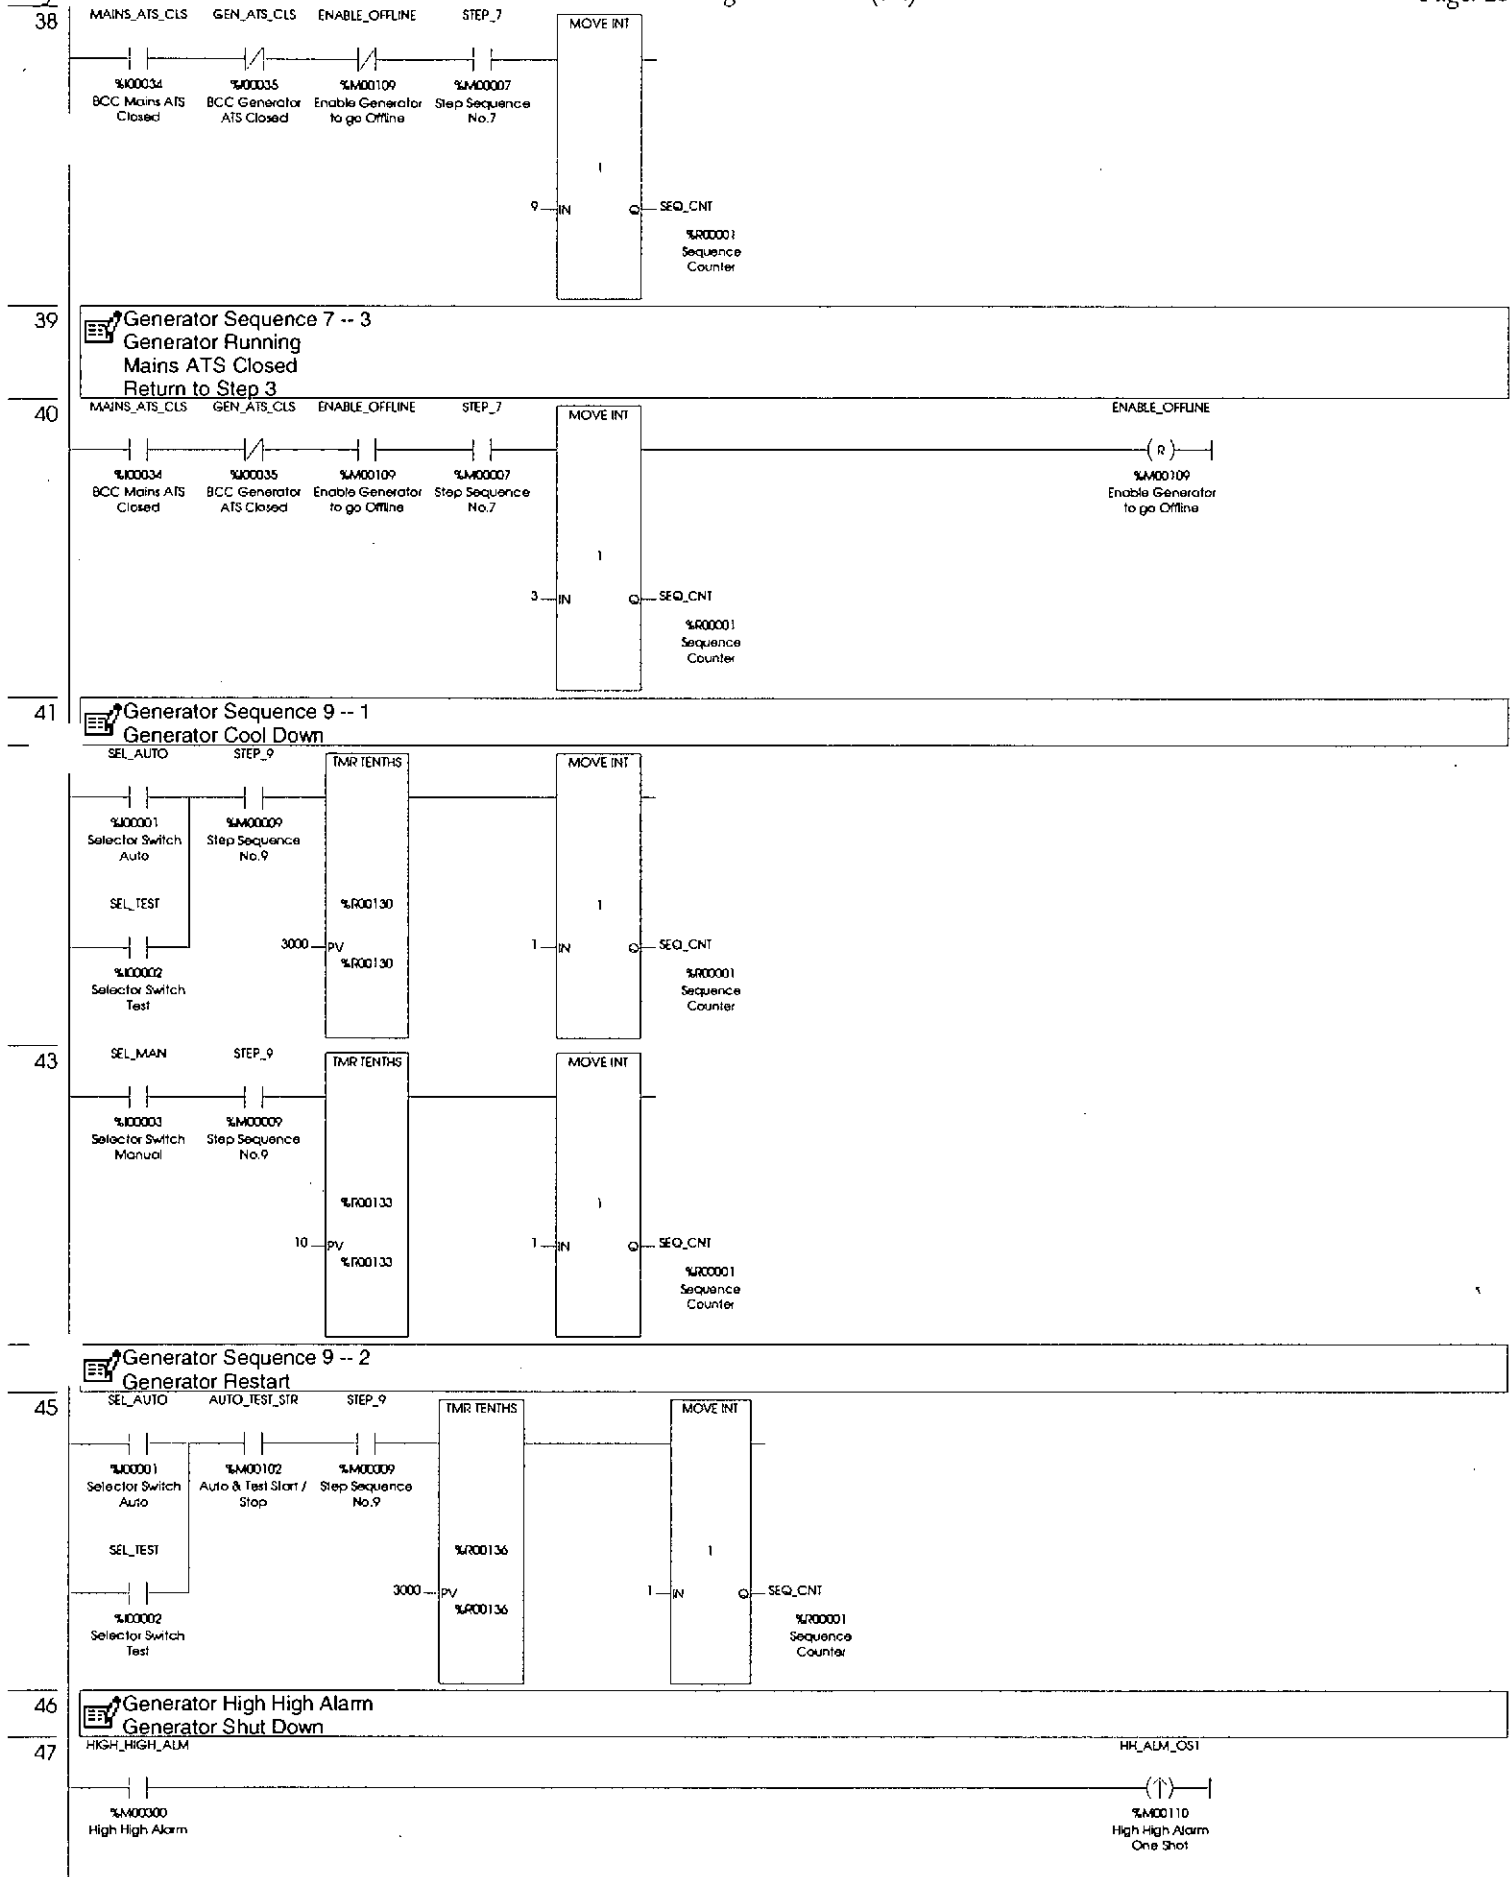 38
MAINS_ATS_CLS GEN_ATS_CLS ENABLE_OFFLINE STEP_7
MOVE INT
%I00034 %I00035 %M00109 %M00007
BCC Mains ATS BCC Generator Enable Generator Step Sequence
Closed ATS Closed to go Offline No.7
1
9 IN Q SEQ_CNT
%R00001
Sequence
Counter
39
Generator Sequence 7 -- 3
Generator Running
Mains ATS Closed
Return to Step 3
40
MAINS_ATS_CLS GEN_ATS_CLS ENABLE_OFFLINE STEP_7 ENABLE_OFFLINE
MOVE INT
R
%I00034 %I00035 %M00109 %M00007 %M00109
BCC Mains ATS BCC Generator Enable Generator Step Sequence Enable Generator
Closed ATS Closed to go Offline No.7 to go Offline
1
3 IN Q SEQ_CNT
%R00001
Sequence
Counter
41
Generator Sequence 9 -- 1
Generator Cool Down
SEL_AUTO STEP_9
TMR TENTHS MOVE INT
%I00001 %M00009
Selector Switch Step Sequence
Auto No.9
SEL_TEST %R00130 1
3000 PV 1 IN Q SEQ_CNT
%R00130
%I00002 %R00001
Selector Switch Sequence
Test Counter
43
SEL_MAN STEP_9
TMR TENTHS MOVE INT
%I00003 %M00009
Selector Switch Step Sequence
Manual No.9
%R00133 1
10 PV 1 IN Q SEQ_CNT
%R00133
%R00001
Sequence
Counter
Generator Sequence 9 -- 2
Generator Restart
45
SEL_AUTO AUTO_TEST_STR STEP_9
TMR TENTHS MOVE INT
%I00001 %M00102 %M00009
Selector Switch Auto & Test Start / Step Sequence
Auto Stop No.9
SEL_TEST %R00136 1
3000 PV 1 IN Q SEQ_CNT
%R00136
%I00002 %R00001
Selector Switch Sequence
Test Counter
46
Generator High High Alarm
Generator Shut Down
47
HIGH_HIGH_ALM HH_ALM_OS1
%M00300 %M00110
High High Alarm High High Alarm
One Shot